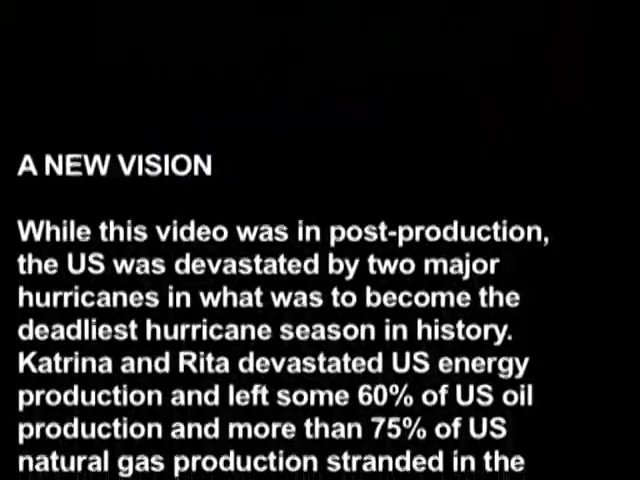 A NEW VISION
While this video was in post-production,
the US was devastated by two major
hurricanes in what was to become the
deadliest hurricane season in history.
Katrina and Rita devastated US energy
production and left some 60% of US oil
production and more than 75% of US
natural gas production stranded in the